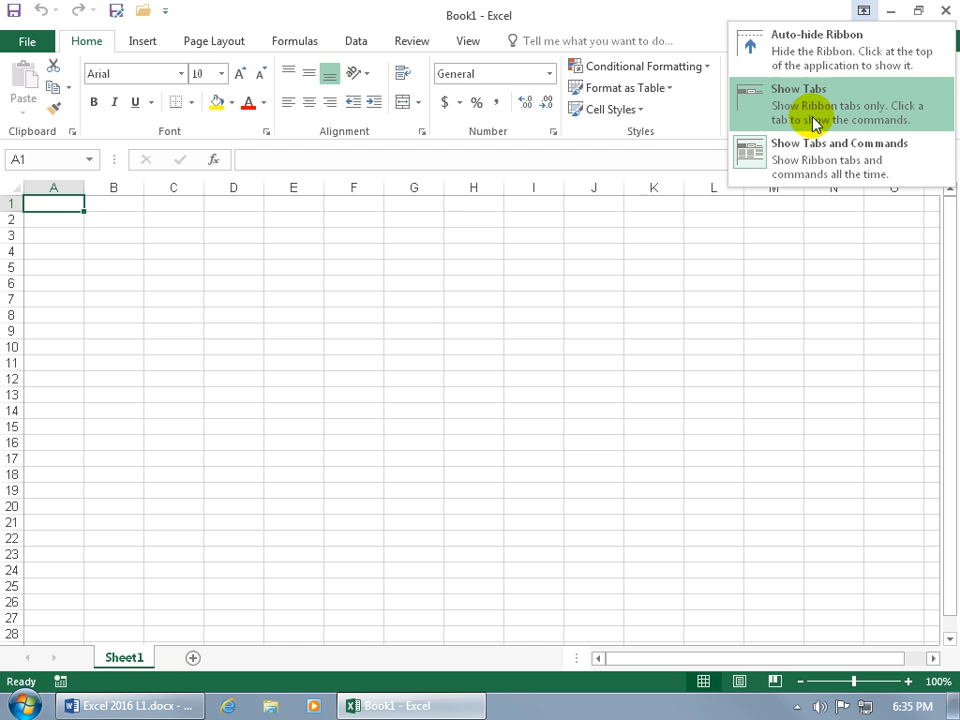 Book1 - Excel
File
Home
Insert
Page Layout
Formulas
Data
Review
View
Tell me what you want to do...
Auto-hide Ribbon
Hide the Ribbon. Click at the top
of the application to show it.
Show Tabs
Show Ribbon tabs only. Click a
tab to show the commands.
Show Tabs and Commands
Show Ribbon tabs and
commands all the time.
Paste
Arial
10
A A
B I U
A
General
$ % ,
Conditional Formatting
Format as Table
Cell Styles
Clipboard
Font
Alignment
Number
Styles
A1
fx
A B C D E F G H I J K L M N O
1
2
3
4
5
6
7
8
9
10
11
12
13
14
15
16
17
18
19
20
21
22
23
24
25
26
27
28
Sheet1
Ready
100%
Excel 2016 L1.docx - ...
Book1 - Excel
6:35 PM